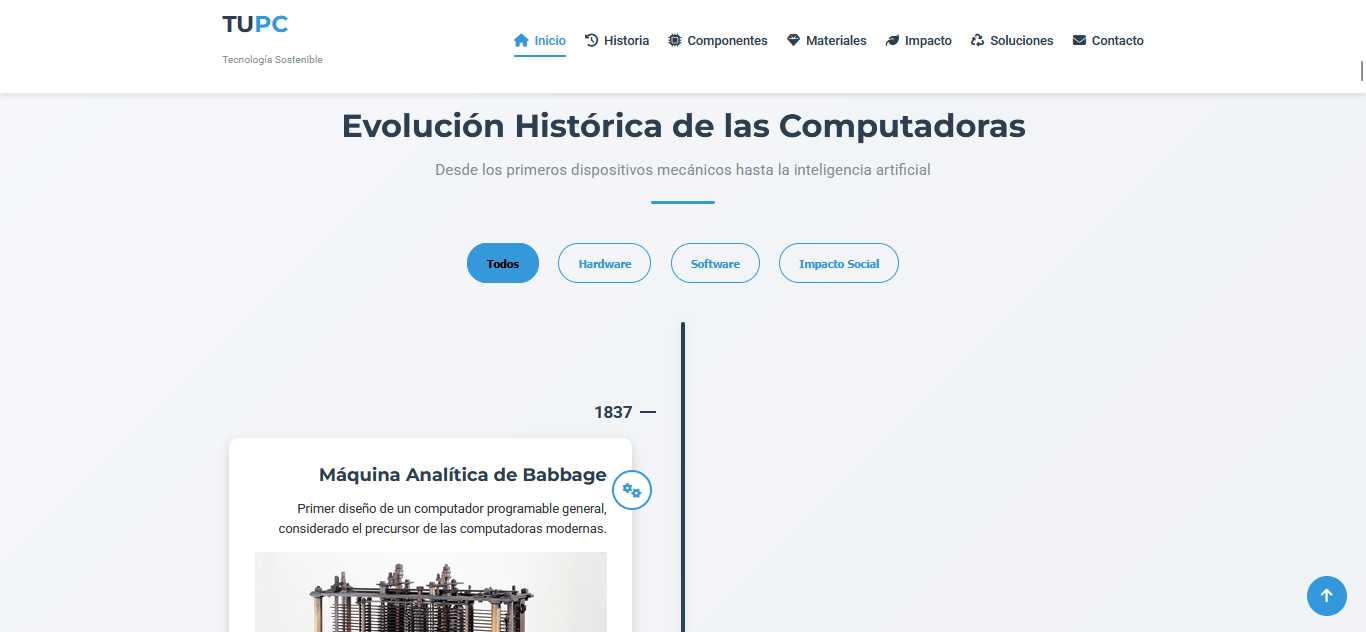 TUPC
Tecnología Sostenible
Inicio
Historia
Componentes
Materiales
Impacto
Soluciones
Contacto
Evolución Histórica de las Computadoras
Desde los primeros dispositivos mecánicos hasta la inteligencia artificial
Todos
Hardware
Software
Impacto Social
1837
Máquina Analítica de Babbage
Primer diseño de un computador programable general,
considerado el precursor de las computadoras modernas.